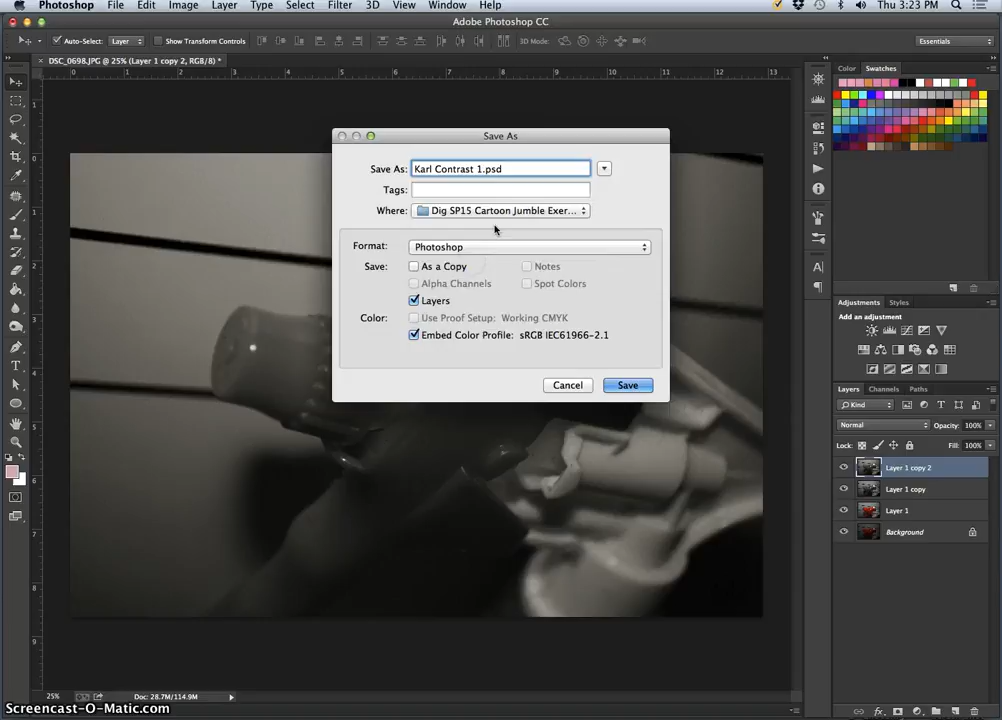 Photoshop File Edit Image Layer Type Select Filter 3D View Window Help Thu 3:23 PM
Adobe Photoshop CC
Auto-Select: Layer Show Transform Controls 3D Mode: Essentials
× DSC_0698.JPG @ 25% (Layer 1 copy 2, RGB/8) *
Color Swatches
Save As
Save As: Karl Contrast 1.psd
Tags:
Where: Dig SP15 Cartoon Jumble Exer...
Format: Photoshop
Save: As a Copy Notes
Alpha Channels Spot Colors
Layers
Color: Use Proof Setup: Working CMYK
Embed Color Profile: sRGB IEC61966-2.1
Cancel Save
Adjustments Styles
Add an adjustment
Layers Channels Paths
Kind
Normal Opacity: 100%
Lock: Fill: 100%
Layer 1 copy 2
Layer 1 copy
Layer 1
Background
25% Doc: 28.7M/114.9M
Screencast-O-Matic.com